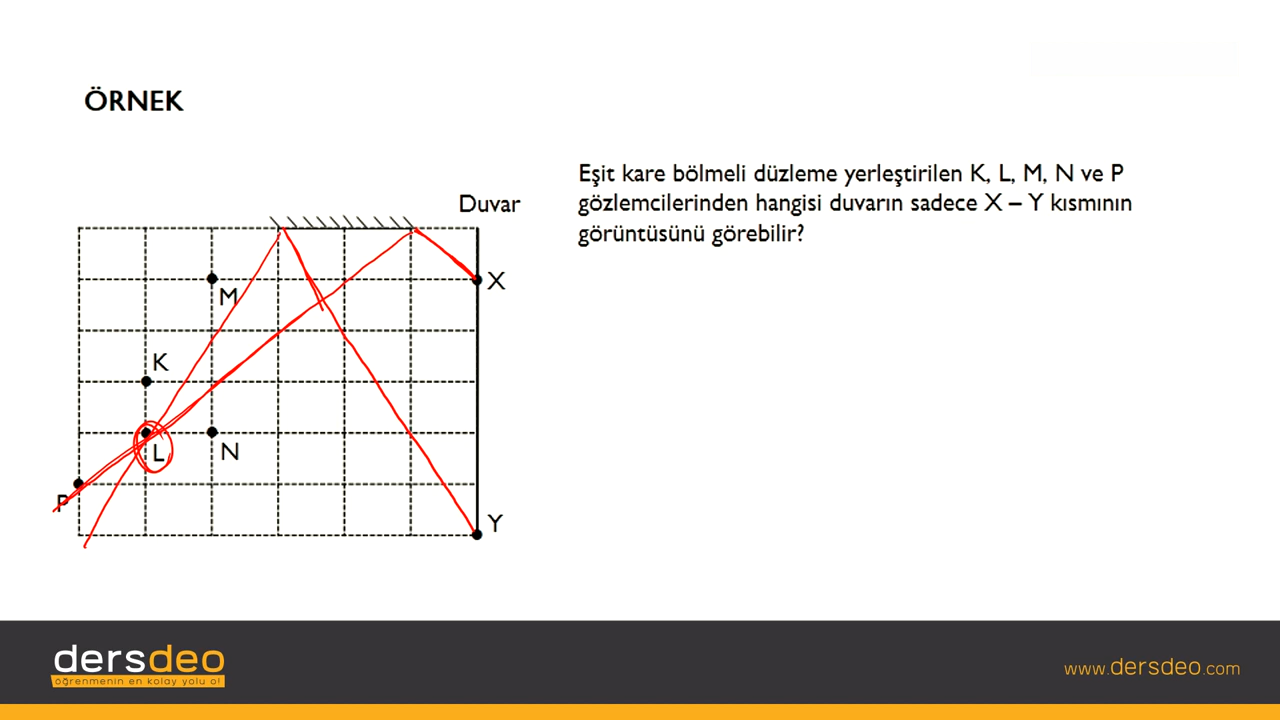 ÖRNEK
Eşit kare bölmeli düzleme yerleştirilen K, L, M, N ve P
gözlemcilerinden hangisi duvarın sadece X – Y kısmının
görüntüsünü görebilir?
Duvar
X
M
K
L
N
P
Y
dersdeo
öğrenmenin en kolay yolu o!
www.dersdeo.com